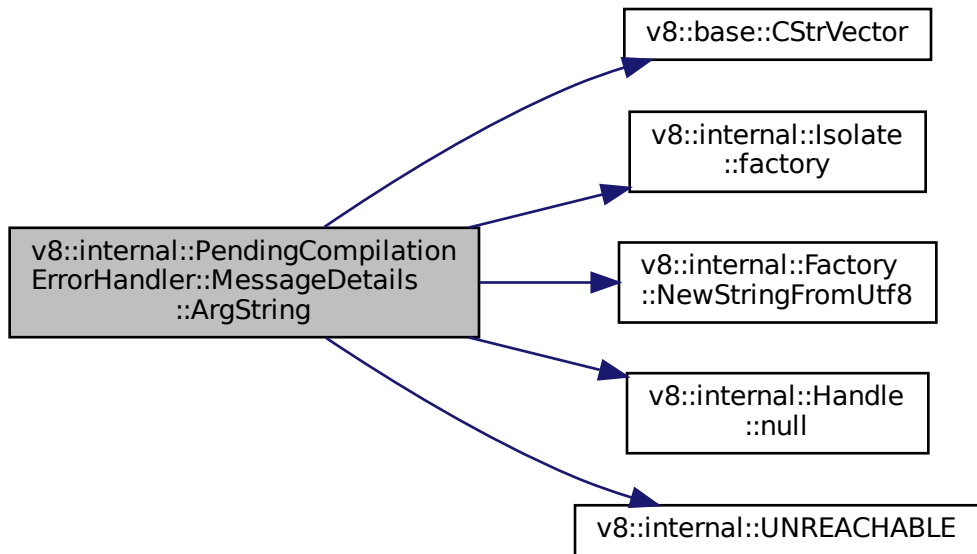 v8::base::CStrVector
v8::internal::Isolate
::factory
v8::internal::PendingCompilation
ErrorHandler::MessageDetails
::ArgString
v8::internal::Factory
::NewStringFromUtf8
v8::internal::Handle
::null
v8::internal::UNREACHABLE